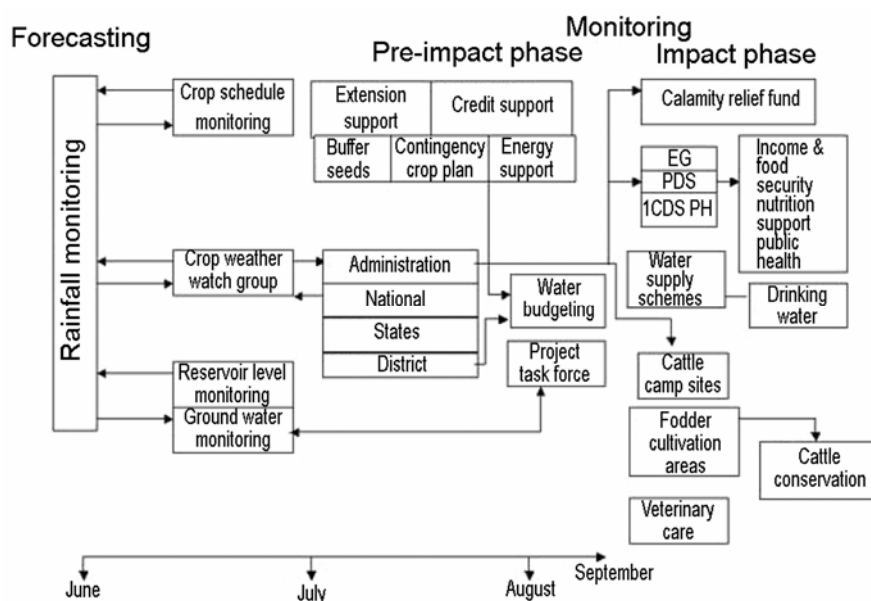 Forecasting
Monitoring
Pre-impact phase
Impact phase
Rainfall monitoring
Crop schedule
monitoring
Extension
support
Credit support
Calamity relief fund
Buffer
seeds
Contingency
crop plan
Energy
support
EG
PDS
1CDS PH
Income &
food
security
nutrition
support
public
health
Crop weather
watch group
Administration
National
States
District
Water
budgeting
Water
supply
schemes
Drinking
water
Reservoir level
monitoring
Ground water
monitoring
Project
task force
Cattle
camp sites
Fodder
cultivation
areas
Cattle
conservation
Veterinary
care
June
July
August
September